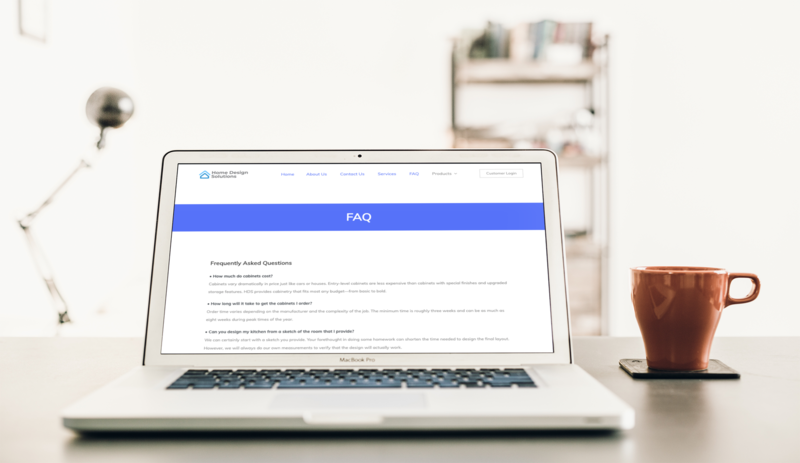 Home Design
Solutions
Home About Us Contact Us Services FAQ Products Customer Login
FAQ
Frequently Asked Questions
• How much do cabinets cost?
Cabinets vary dramatically in price just like cars or houses. Entry-level cabinets are less expensive than cabinets with special finishes and upgraded
storage features. HDS provides cabinetry that fits most any budget—from basic to bold.
• How long will it take to get the cabinets I order?
Order time varies depending on the manufacturer and the complexity of the job. The minimum time is roughly three weeks and can be as much as
eight weeks during peak times of the year.
• Can you design my kitchen from a sketch of the room that I provide?
We can certainly start with a sketch you provide. Your forethought in doing some homework can shorten the time needed to design the final layout.
However, we will always do our own measurements to verify that the design will actually work.
MacBook Pro